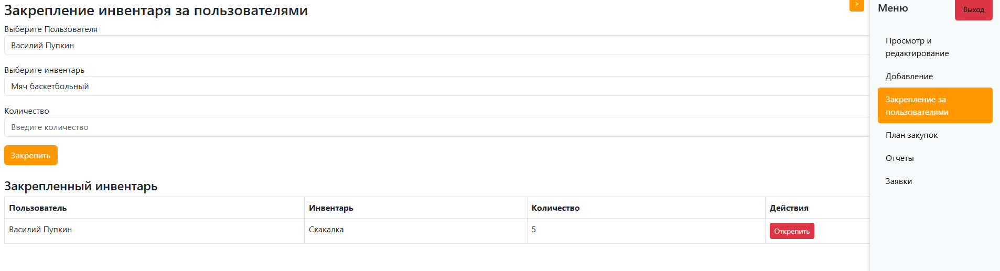 Закрепление инвентаря за пользователями
Выберите Пользователя
Василий Пупкин
Выберите инвентарь
Мяч баскетбольный
Количество
Введите количество
Закрепить
Закрепленный инвентарь
Пользователь Инвентарь Количество Действия
Василий Пупкин Скакалка 5 Открепить
>
Меню
Выход
Просмотр и
редактирование
Добавление
Закрепление за
пользователями
План закупок
Отчеты
Заявки